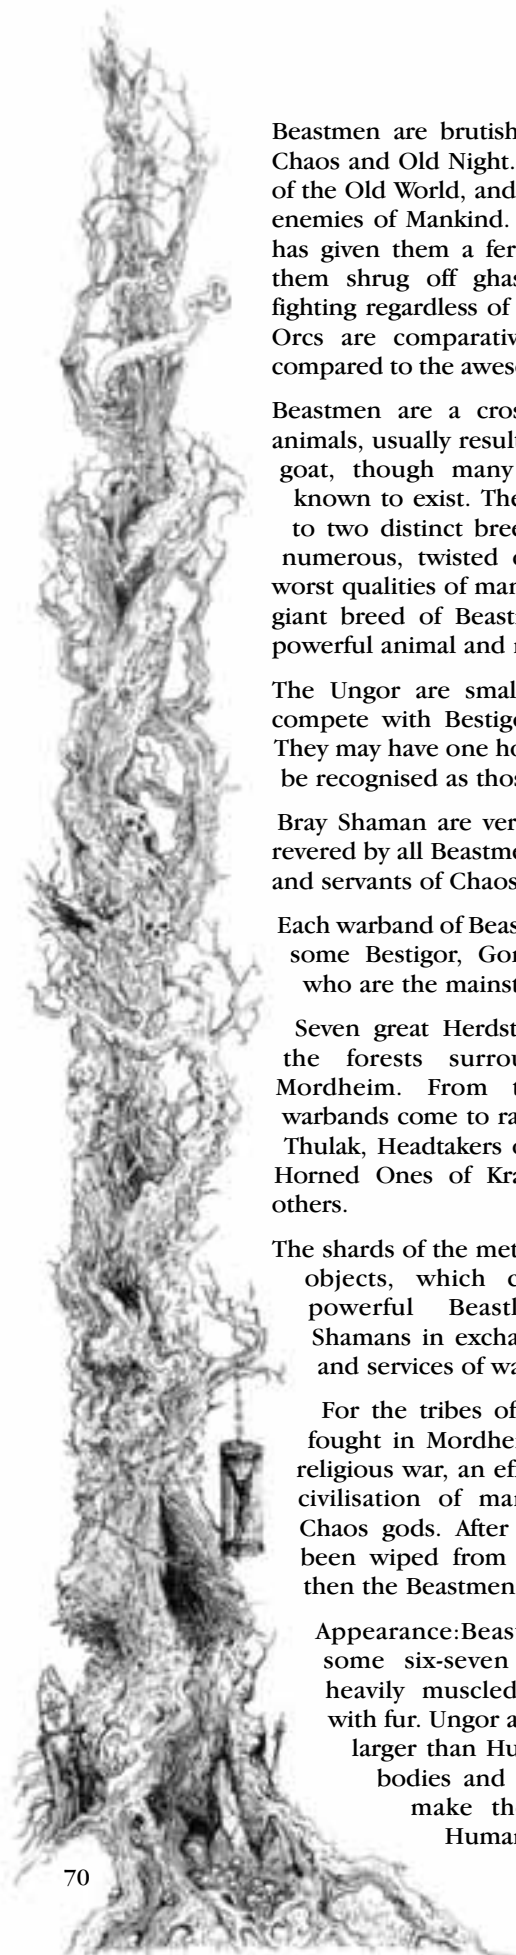 Beastmen are brutish
Chaos and Old Night.
of the Old World, and
enemies of Mankind.
has given them a fer
them shrug off ghas
fighting regardless of
Orcs are comparativ
compared to the awes
Beastmen are a cros
animals, usually result
goat, though many
known to exist. The
to two distinct bree
numerous, twisted
worst qualities of man
giant breed of Beast
powerful animal and
The Ungor are smal
compete with Bestig
They may have one ho
be recognised as thos
Bray Shaman are ver
revered by all Beastme
and servants of Chaos
Each warband of Beas
some Bestigor, Gor
who are the mainst
Seven great Herdst
the forests surrou
Mordheim. From t
warbands come to ra
Thulak, Headtakers o
Horned Ones of Kra
others.
The shards of the met
objects, which c
powerful Beastl
Shamans in excha
and services of wa
For the tribes of
fought in Mordhei
religious war, an eff
civilisation of mar
Chaos gods. After
been wiped from
then the Beastmen
Appearance:Beast
some six-seven
heavily muscled
with fur. Ungor a
larger than Hu
bodies and
make the
Human
70